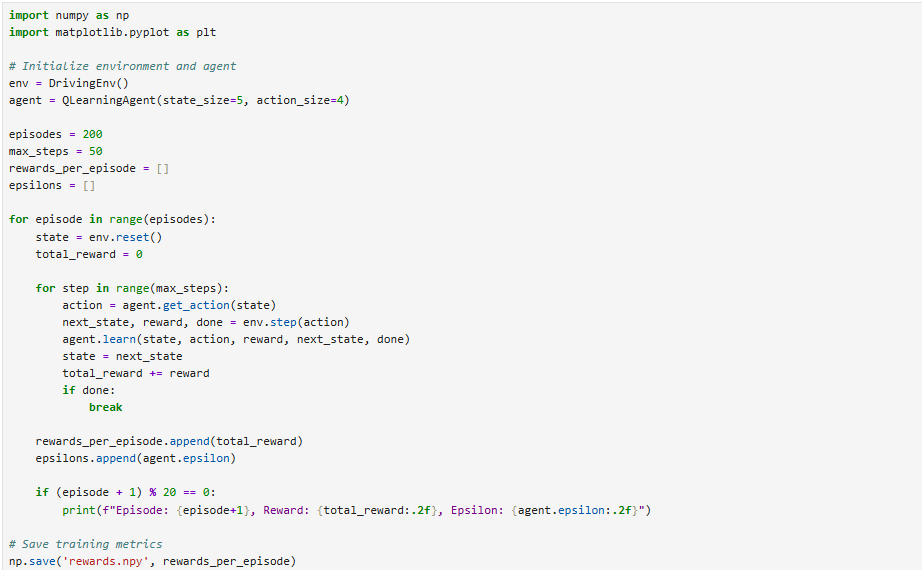 import numpy as np
import matplotlib.pyplot as plt
# Initialize environment and agent
env = DrivingEnv()
agent = QLearningAgent(state_size=5, action_size=4)
episodes = 200
max_steps = 50
rewards_per_episode = []
epsilons = []
for episode in range(episodes):
    state = env.reset()
    total_reward = 0
    for step in range(max_steps):
        action = agent.get_action(state)
        next_state, reward, done = env.step(action)
        agent.learn(state, action, reward, next_state, done)
        state = next_state
        total_reward += reward
        if done:
            break
    rewards_per_episode.append(total_reward)
    epsilons.append(agent.epsilon)
    if (episode + 1) % 20 == 0:
        print(f"Episode: {episode+1}, Reward: {total_reward:.2f}, Epsilon: {agent.epsilon:.2f}")
# Save training metrics
np.save('rewards.npy', rewards_per_episode)